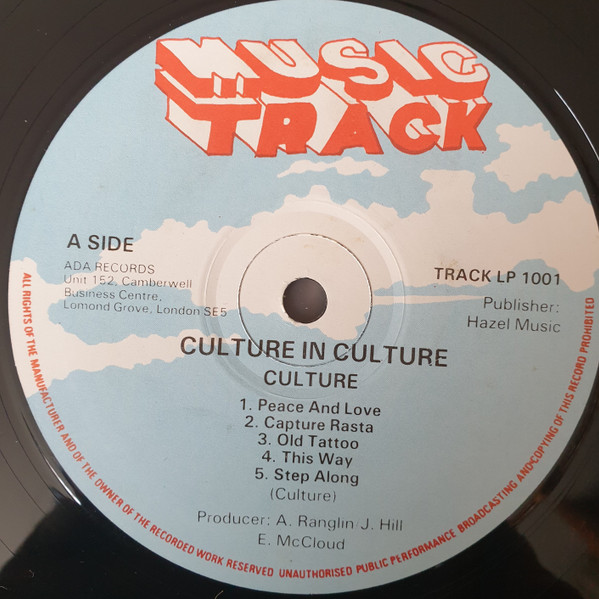 MUSIC
TRACK
A SIDE
ADA RECORDS
Unit 152, Camberwell
Business Centre,
Lomond Grove, London SE5
TRACK LP 1001
Publisher:
Hazel Music
CULTURE IN CULTURE
CULTURE
1. Peace And Love
2. Capture Rasta
3. Old Tattoo
4. This Way
5. Step Along
(Culture)
Producer: A. Ranglin J. Hill
E. McCloud
ALL RIGHTS OF THE MANUFACTURER AND OF THE OWNER OF THE RECORDED WORK RESERVED UNAUTHORISED PUBLIC PERFORMANCE BROADCASTING AND COPYING OF THIS RECORD PROHIBITED